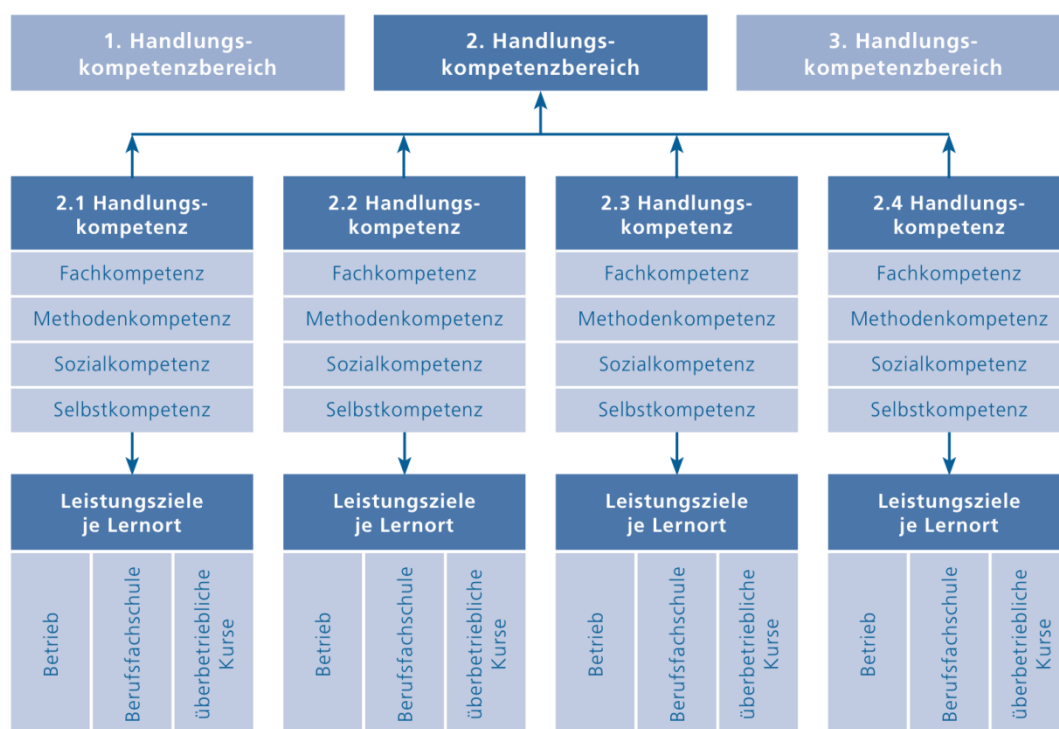 1. Handlungs-
kompetenzbereich
2. Handlungs-
kompetenzbereich
3. Handlungs-
kompetenzbereich
2.1 Handlungs-
kompetenz
Fachkompetenz
Methodenkompetenz
Sozialkompetenz
Selbstkompetenz
2.2 Handlungs-
kompetenz
Fachkompetenz
Methodenkompetenz
Sozialkompetenz
Selbstkompetenz
2.3 Handlungs-
kompetenz
Fachkompetenz
Methodenkompetenz
Sozialkompetenz
Selbstkompetenz
2.4 Handlungs-
kompetenz
Fachkompetenz
Methodenkompetenz
Sozialkompetenz
Selbstkompetenz
Leistungsziele
je Lernort
Betrieb
Berufsfachschule
überbetriebliche
Kurse
Leistungsziele
je Lernort
Betrieb
Berufsfachschule
überbetriebliche
Kurse
Leistungsziele
je Lernort
Betrieb
Berufsfachschule
überbetriebliche
Kurse
Leistungsziele
je Lernort
Betrieb
Berufsfachschule
überbetriebliche
Kurse